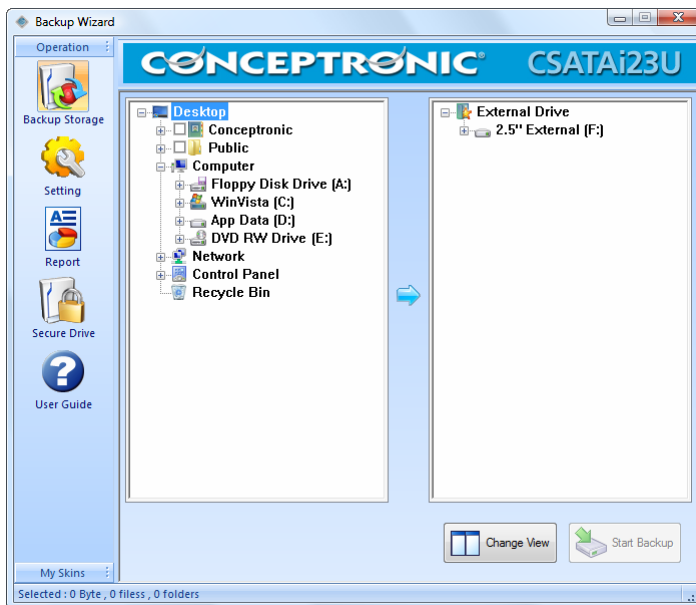 Backup Wizard
Operation
CONCEPTRONIC® CSATAi23U
Backup Storage
Setting
Report
Secure Drive
User Guide
Desktop
Conceptronic
Public
Computer
Floppy Disk Drive (A:)
WinVista (C:)
App Data (D:)
DVD RW Drive (E:)
Network
Control Panel
Recycle Bin
External Drive
2.5" External (F:)
Change View
Start Backup
My Skins
Selected : 0 Byte , 0 filess , 0 folders